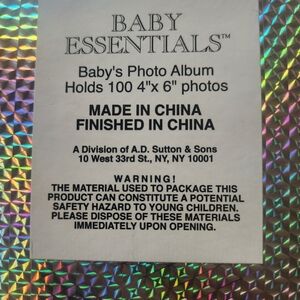 BABY
ESSENTIALS™
Baby's Photo Album
Holds 100 4"x 6" photos
MADE IN CHINA
FINISHED IN CHINA
A Division of A.D. Sutton & Sons
10 West 33rd St., NY, NY 10001
WARNING!
THE MATERIAL USED TO PACKAGE THIS
PRODUCT CAN CONSTITUTE A POTENTIAL
SAFETY HAZARD TO YOUNG CHILDREN.
PLEASE DISPOSE OF THESE MATERIALS
IMMEDIATELY UPON OPENING.